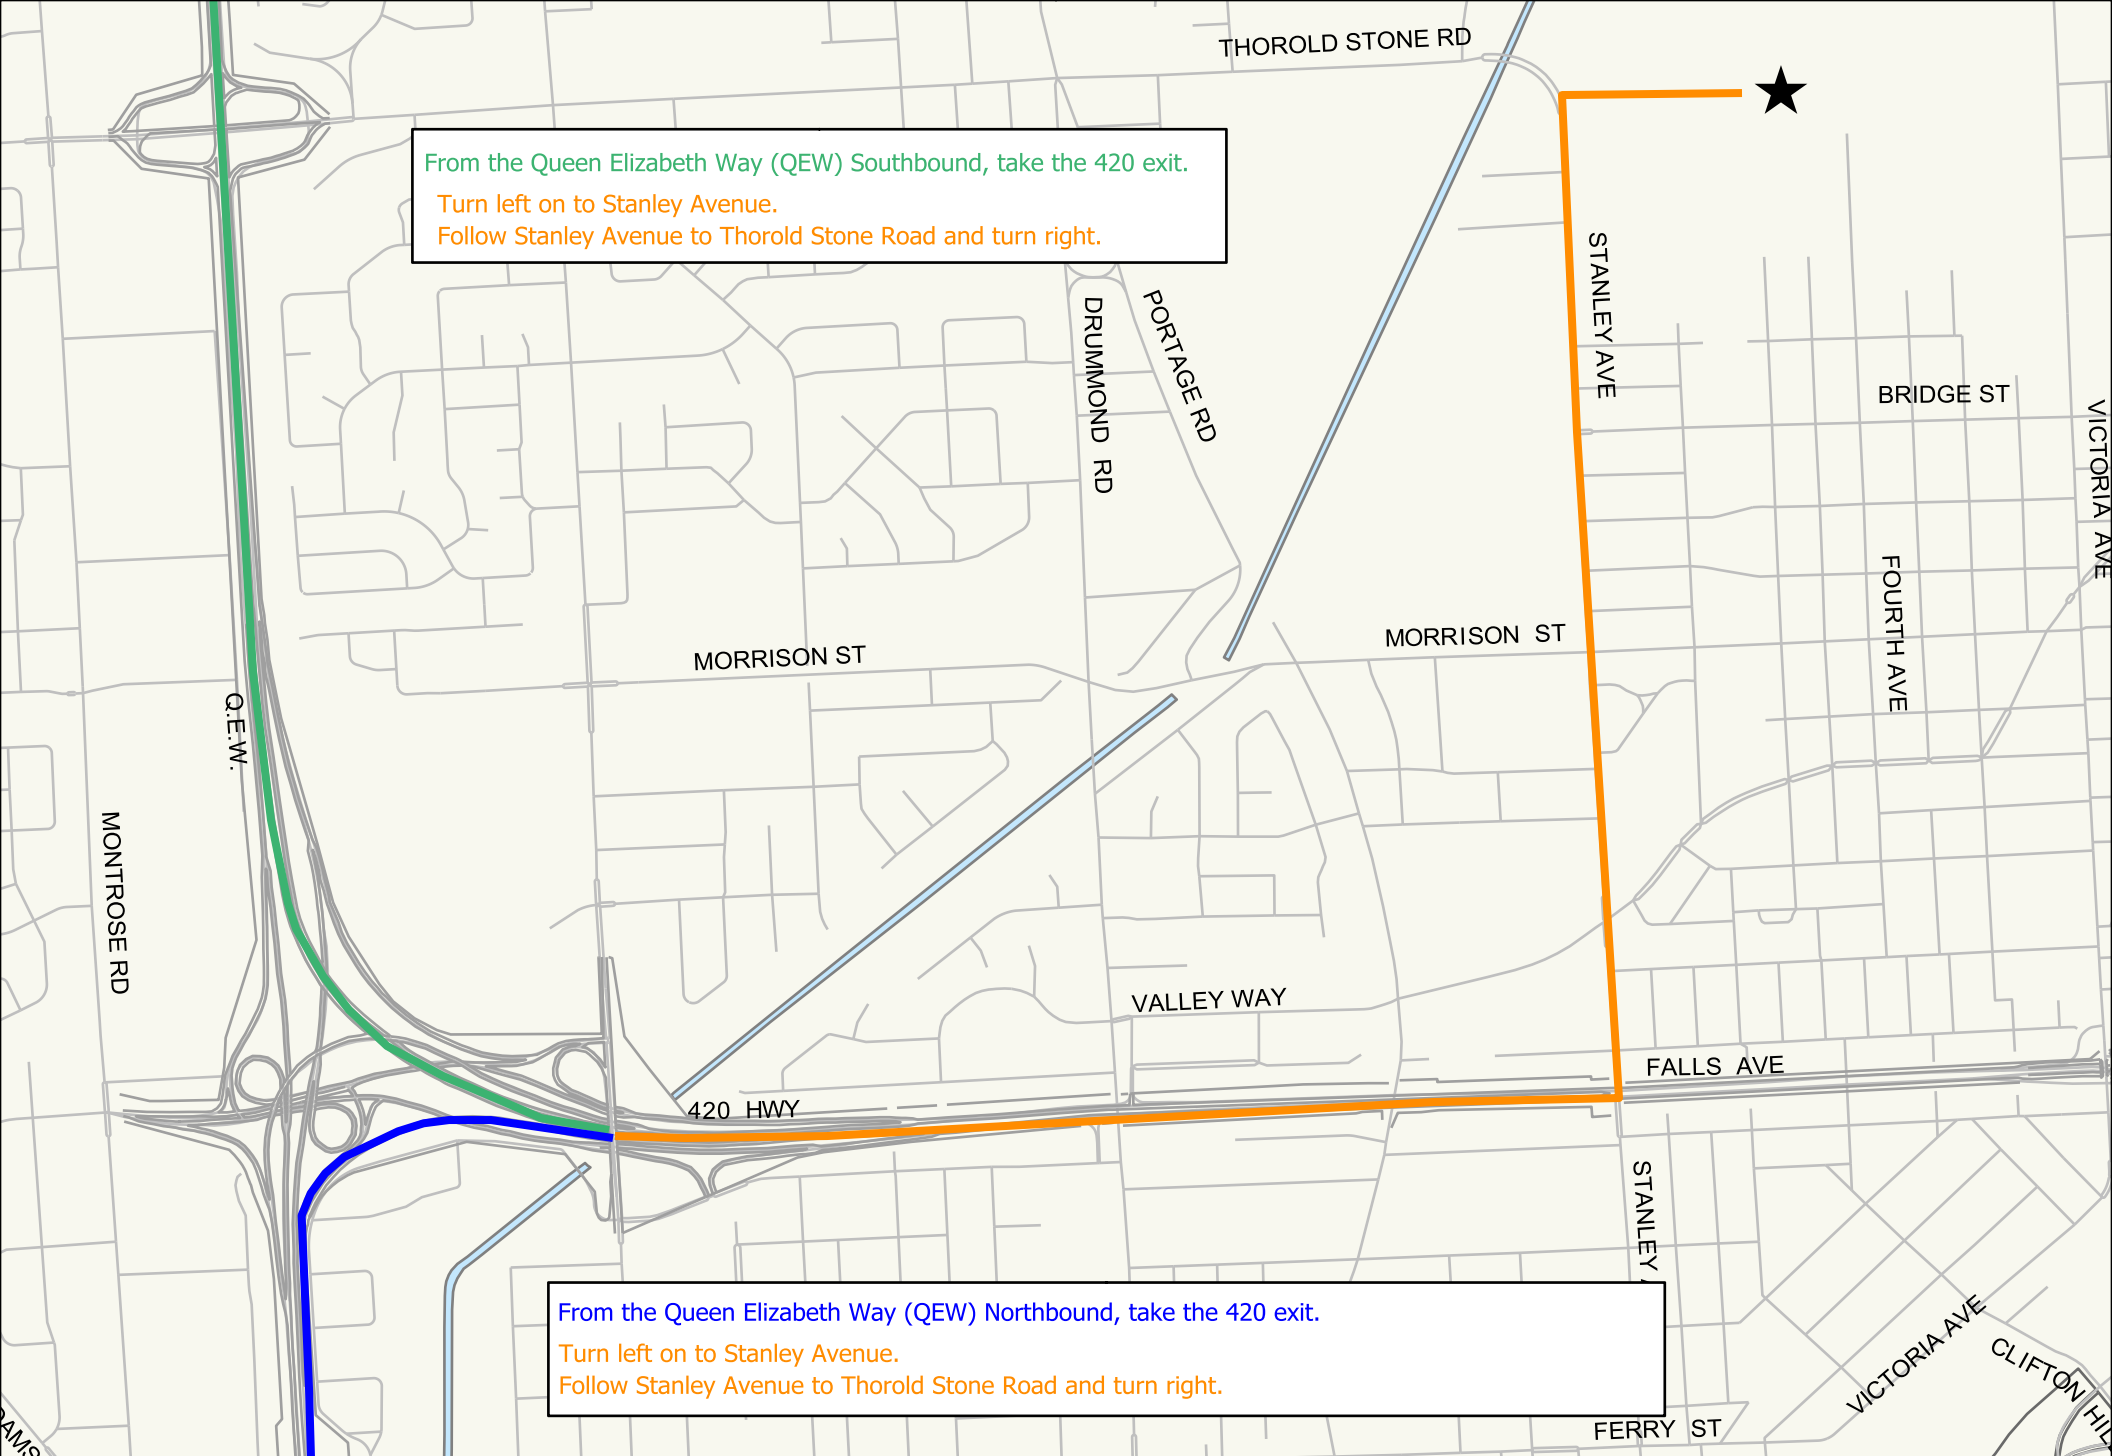 THOROLD STONE RD
From the Queen Elizabeth Way (QEW) Southbound, take the 420 exit.
Turn left on to Stanley Avenue.
Follow Stanley Avenue to Thorold Stone Road and turn right.
STANLEY AVE
PORTAGE RD
DRUMMOND RD
BRIDGE ST
VICTORIA AVE
FOURTH AVE
MORRISON ST
MORRISON ST
Q.E.W.
MONTROSE RD
VALLEY WAY
FALLS AVE
420 HWY
STANLEY
From the Queen Elizabeth Way (QEW) Northbound, take the 420 exit.
Turn left on to Stanley Avenue.
Follow Stanley Avenue to Thorold Stone Road and turn right.
VICTORIA AVE
CLIFTON HIL
FERRY ST